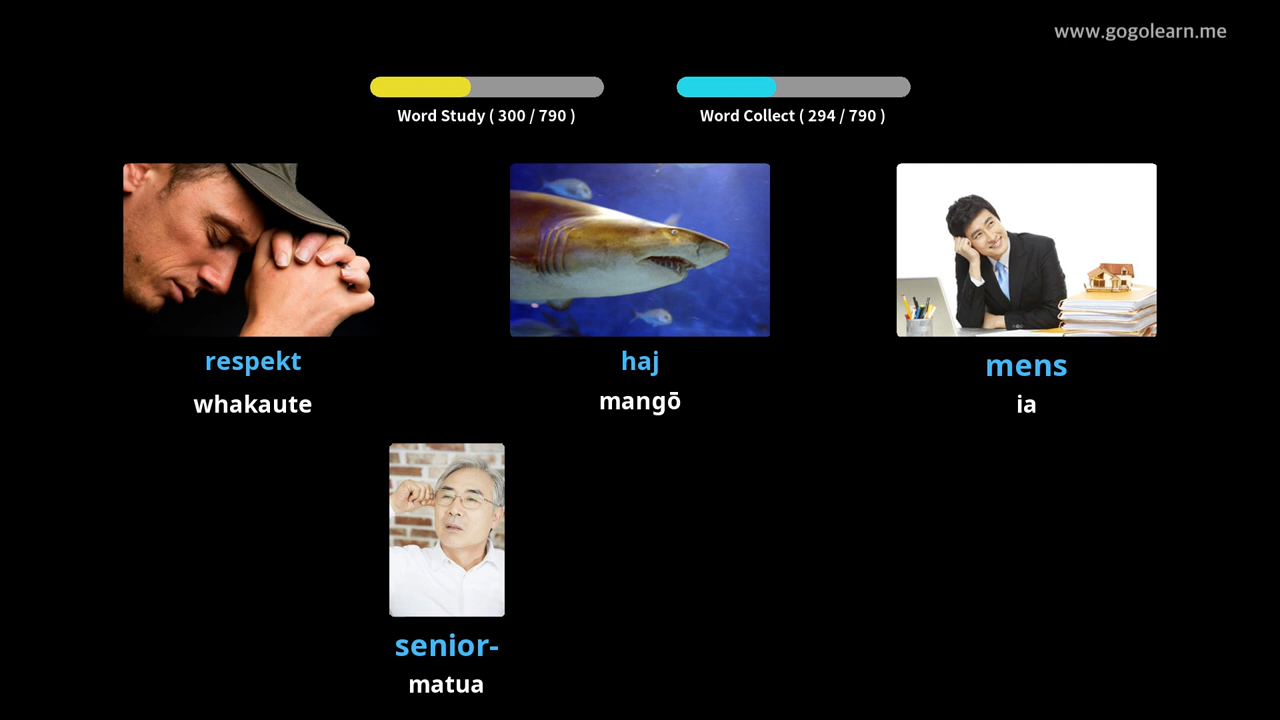 www.gogolearn.me
Word Study ( 300 / 790 )
Word Collect ( 294 / 790 )
respekt
whakaute
haj
mangō
mens
ia
senior-
matua